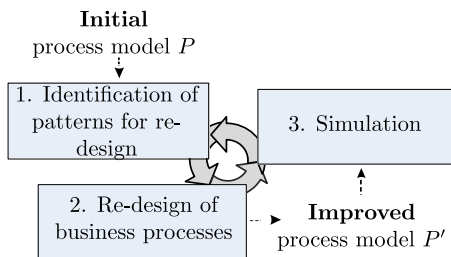 Initial
process model P
1. Identification of
patterns for re-
design
3. Simulation
2. Re-design of
business processes
Improved
process model P′